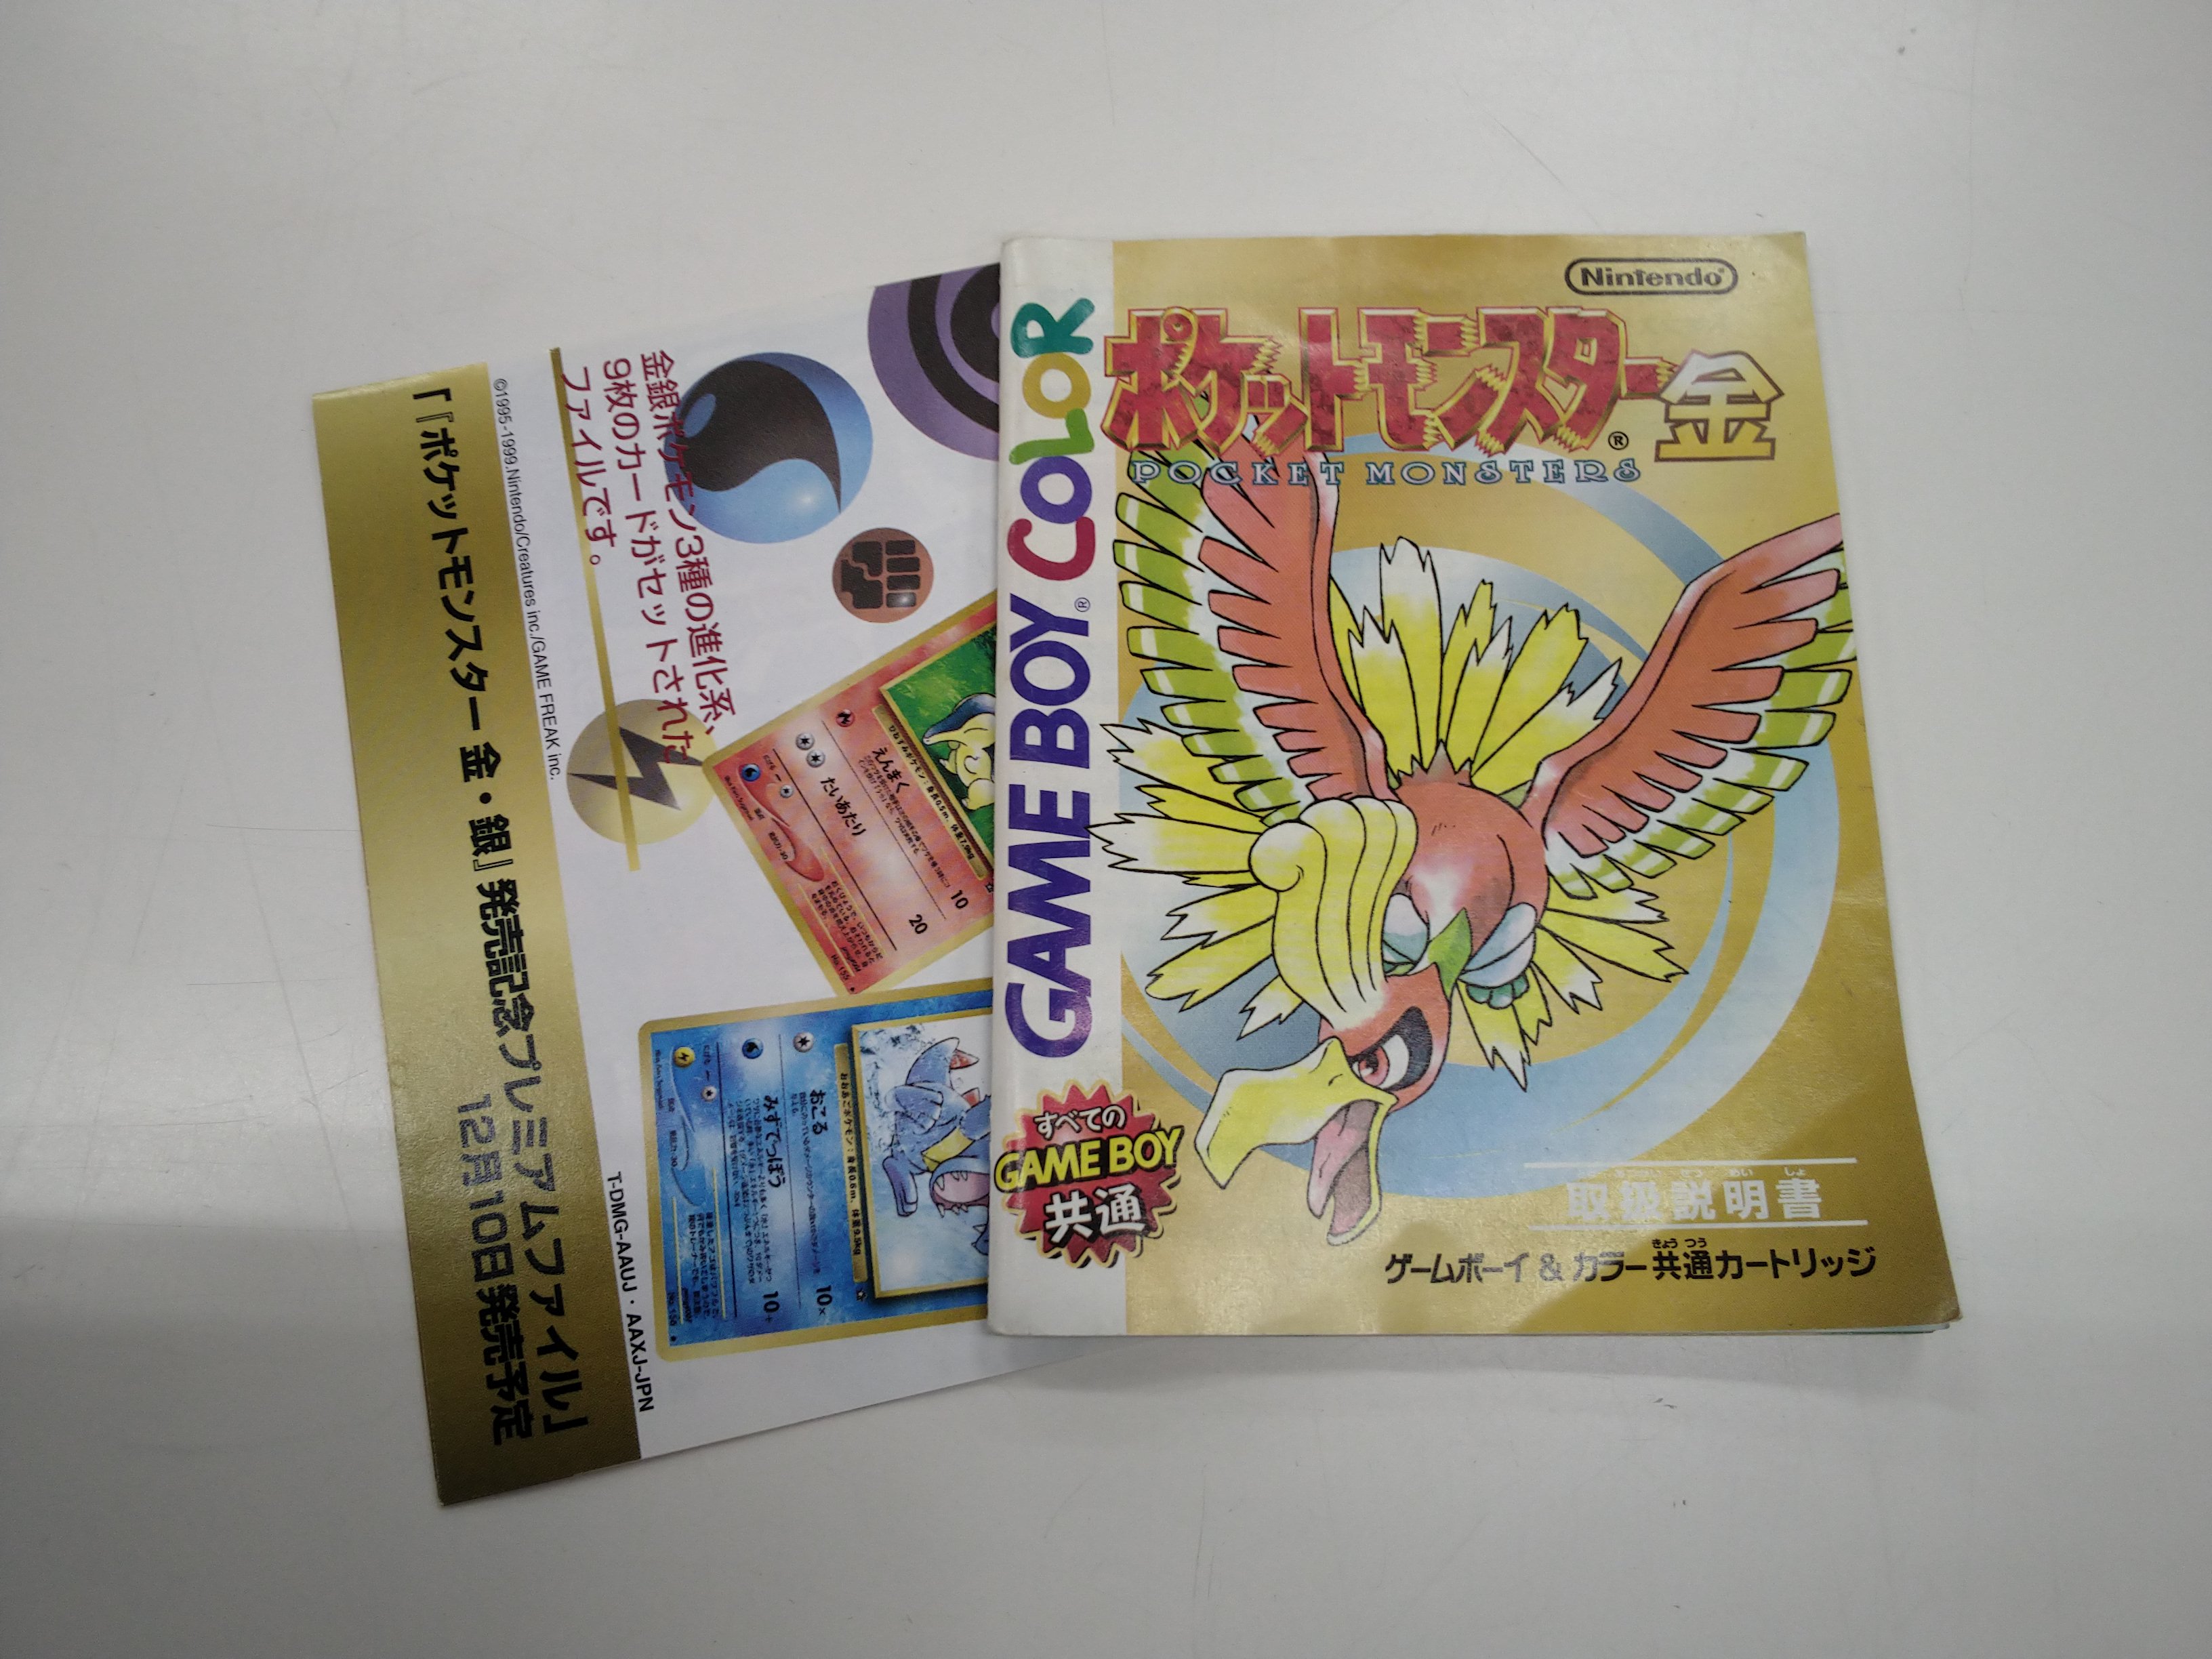 Nintendo®
ポケットモンスター金
®
POCKET MONSTERS
GAME BOY COLOR
®
すべての
GAME BOY
共通
取扱説明書
きょう つう
ゲームボーイ & カラー共通カートリッジ
金銀ポケモン3種の進化系、
9枚のカードがセットされた
ファイルです。
©1995-1999.Nintendo/Creatures inc./GAME FREAK inc.
「『ポケットモンスター 金・銀』発売記念プレミアムファイル」
12月10日発売予定
T-DMG-AAUJ・AAXJ-JPN
えんまく
10
たいあたり
20
No.155
おこる
10×
みずでっぽう
10+